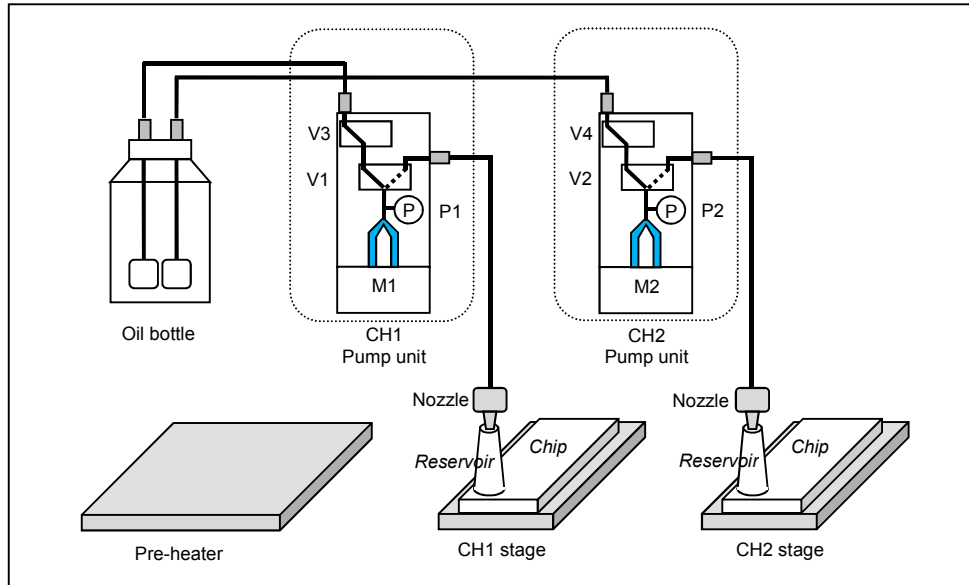 V3
V4
V1
V2
P
P1
P
P2
M1
M2
Oil bottle
CH1
Pump unit
CH2
Pump unit
Nozzle
Nozzle
Reservoir
Chip
Reservoir
Chip
Pre-heater
CH1 stage
CH2 stage